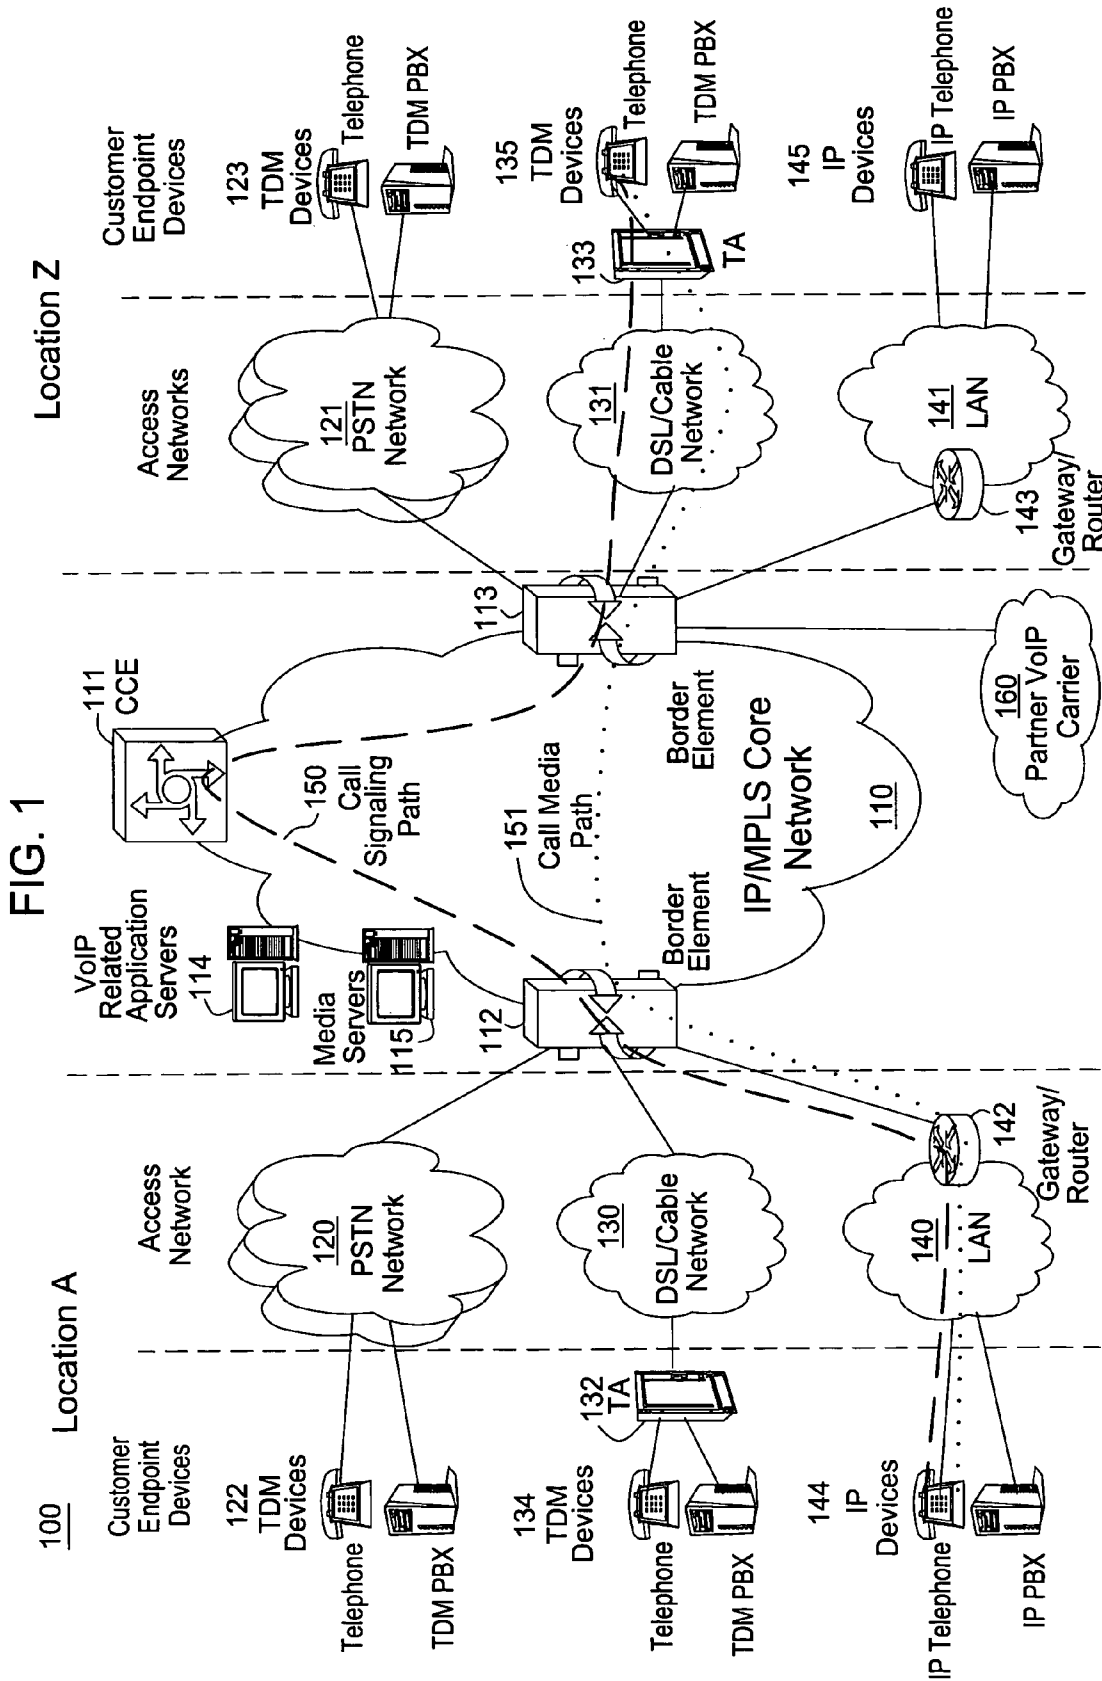 FIG. 1
100
Location A
Location Z
Customer
Endpoint
Devices
Access
Network
VoIP
Related
Application
Servers
114
111
CCE
Access
Networks
Customer
Endpoint
Devices
122
TDM
Devices
Telephone
TDM PBX
120
PSTN
Network
Media
Servers
115
150
Call
Signaling
Path
121
PSTN
Network
123
TDM
Devices
Telephone
TDM PBX
134
TDM
Devices
Telephone
TDM PBX
132
TA
130
DSL/Cable
Network
112
Border
Element
151
Call Media
Path
113
Border
Element
131
DSL/Cable
Network
133
TA
135
TDM
Devices
Telephone
TDM PBX
IP/MPLS Core
Network
110
144
IP
Devices
IP Telephone
IP PBX
140
LAN
142
Gateway/
Router
160
Partner VoIP
Carrier
143
Gateway/
Router
141
LAN
145
IP
Devices
IP Telephone
IP PBX